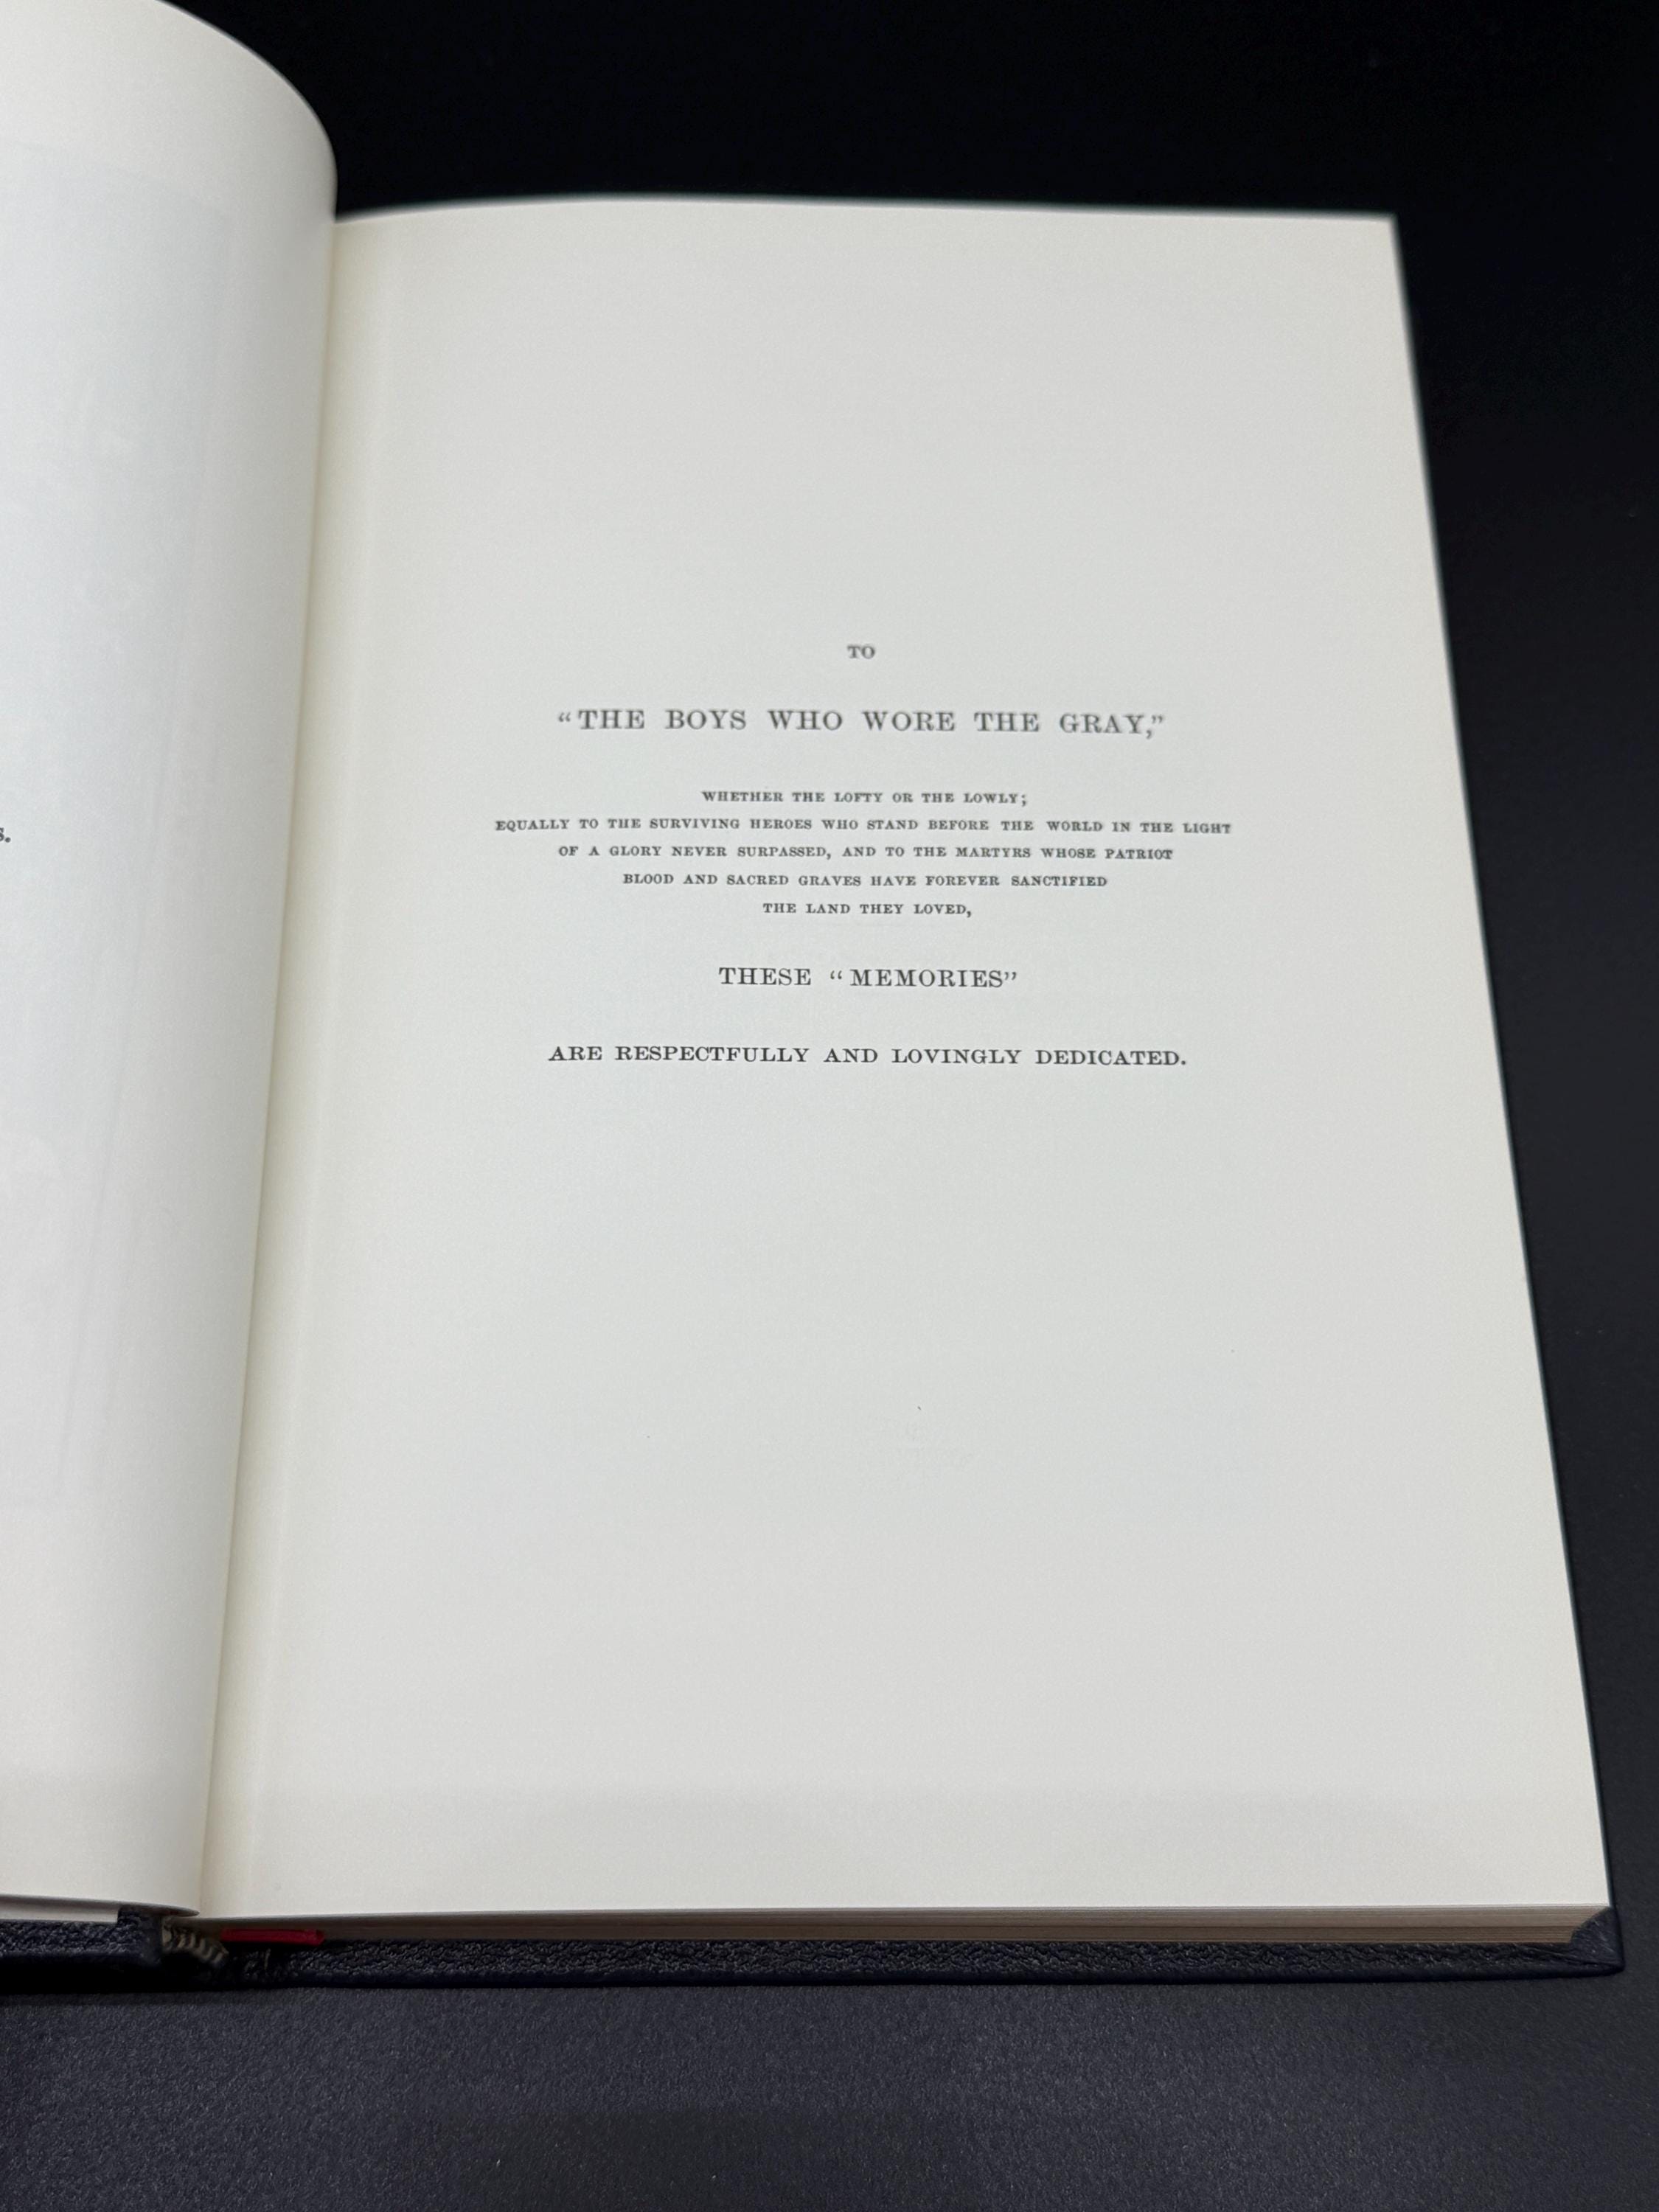 S.
TO
“THE BOYS WHO WORE THE GRAY,”
WHETHER THE LOFTY OR THE LOWLY;
EQUALLY TO THE SURVIVING HEROES WHO STAND BEFORE THE WORLD IN THE LIGHT
OF A GLORY NEVER SURPASSED, AND TO THE MARTYRS WHOSE PATRIOT
BLOOD AND SACRED GRAVES HAVE FOREVER SANCTIFIED
THE LAND THEY LOVED,
THESE “MEMORIES”
ARE RESPECTFULLY AND LOVINGLY DEDICATED.